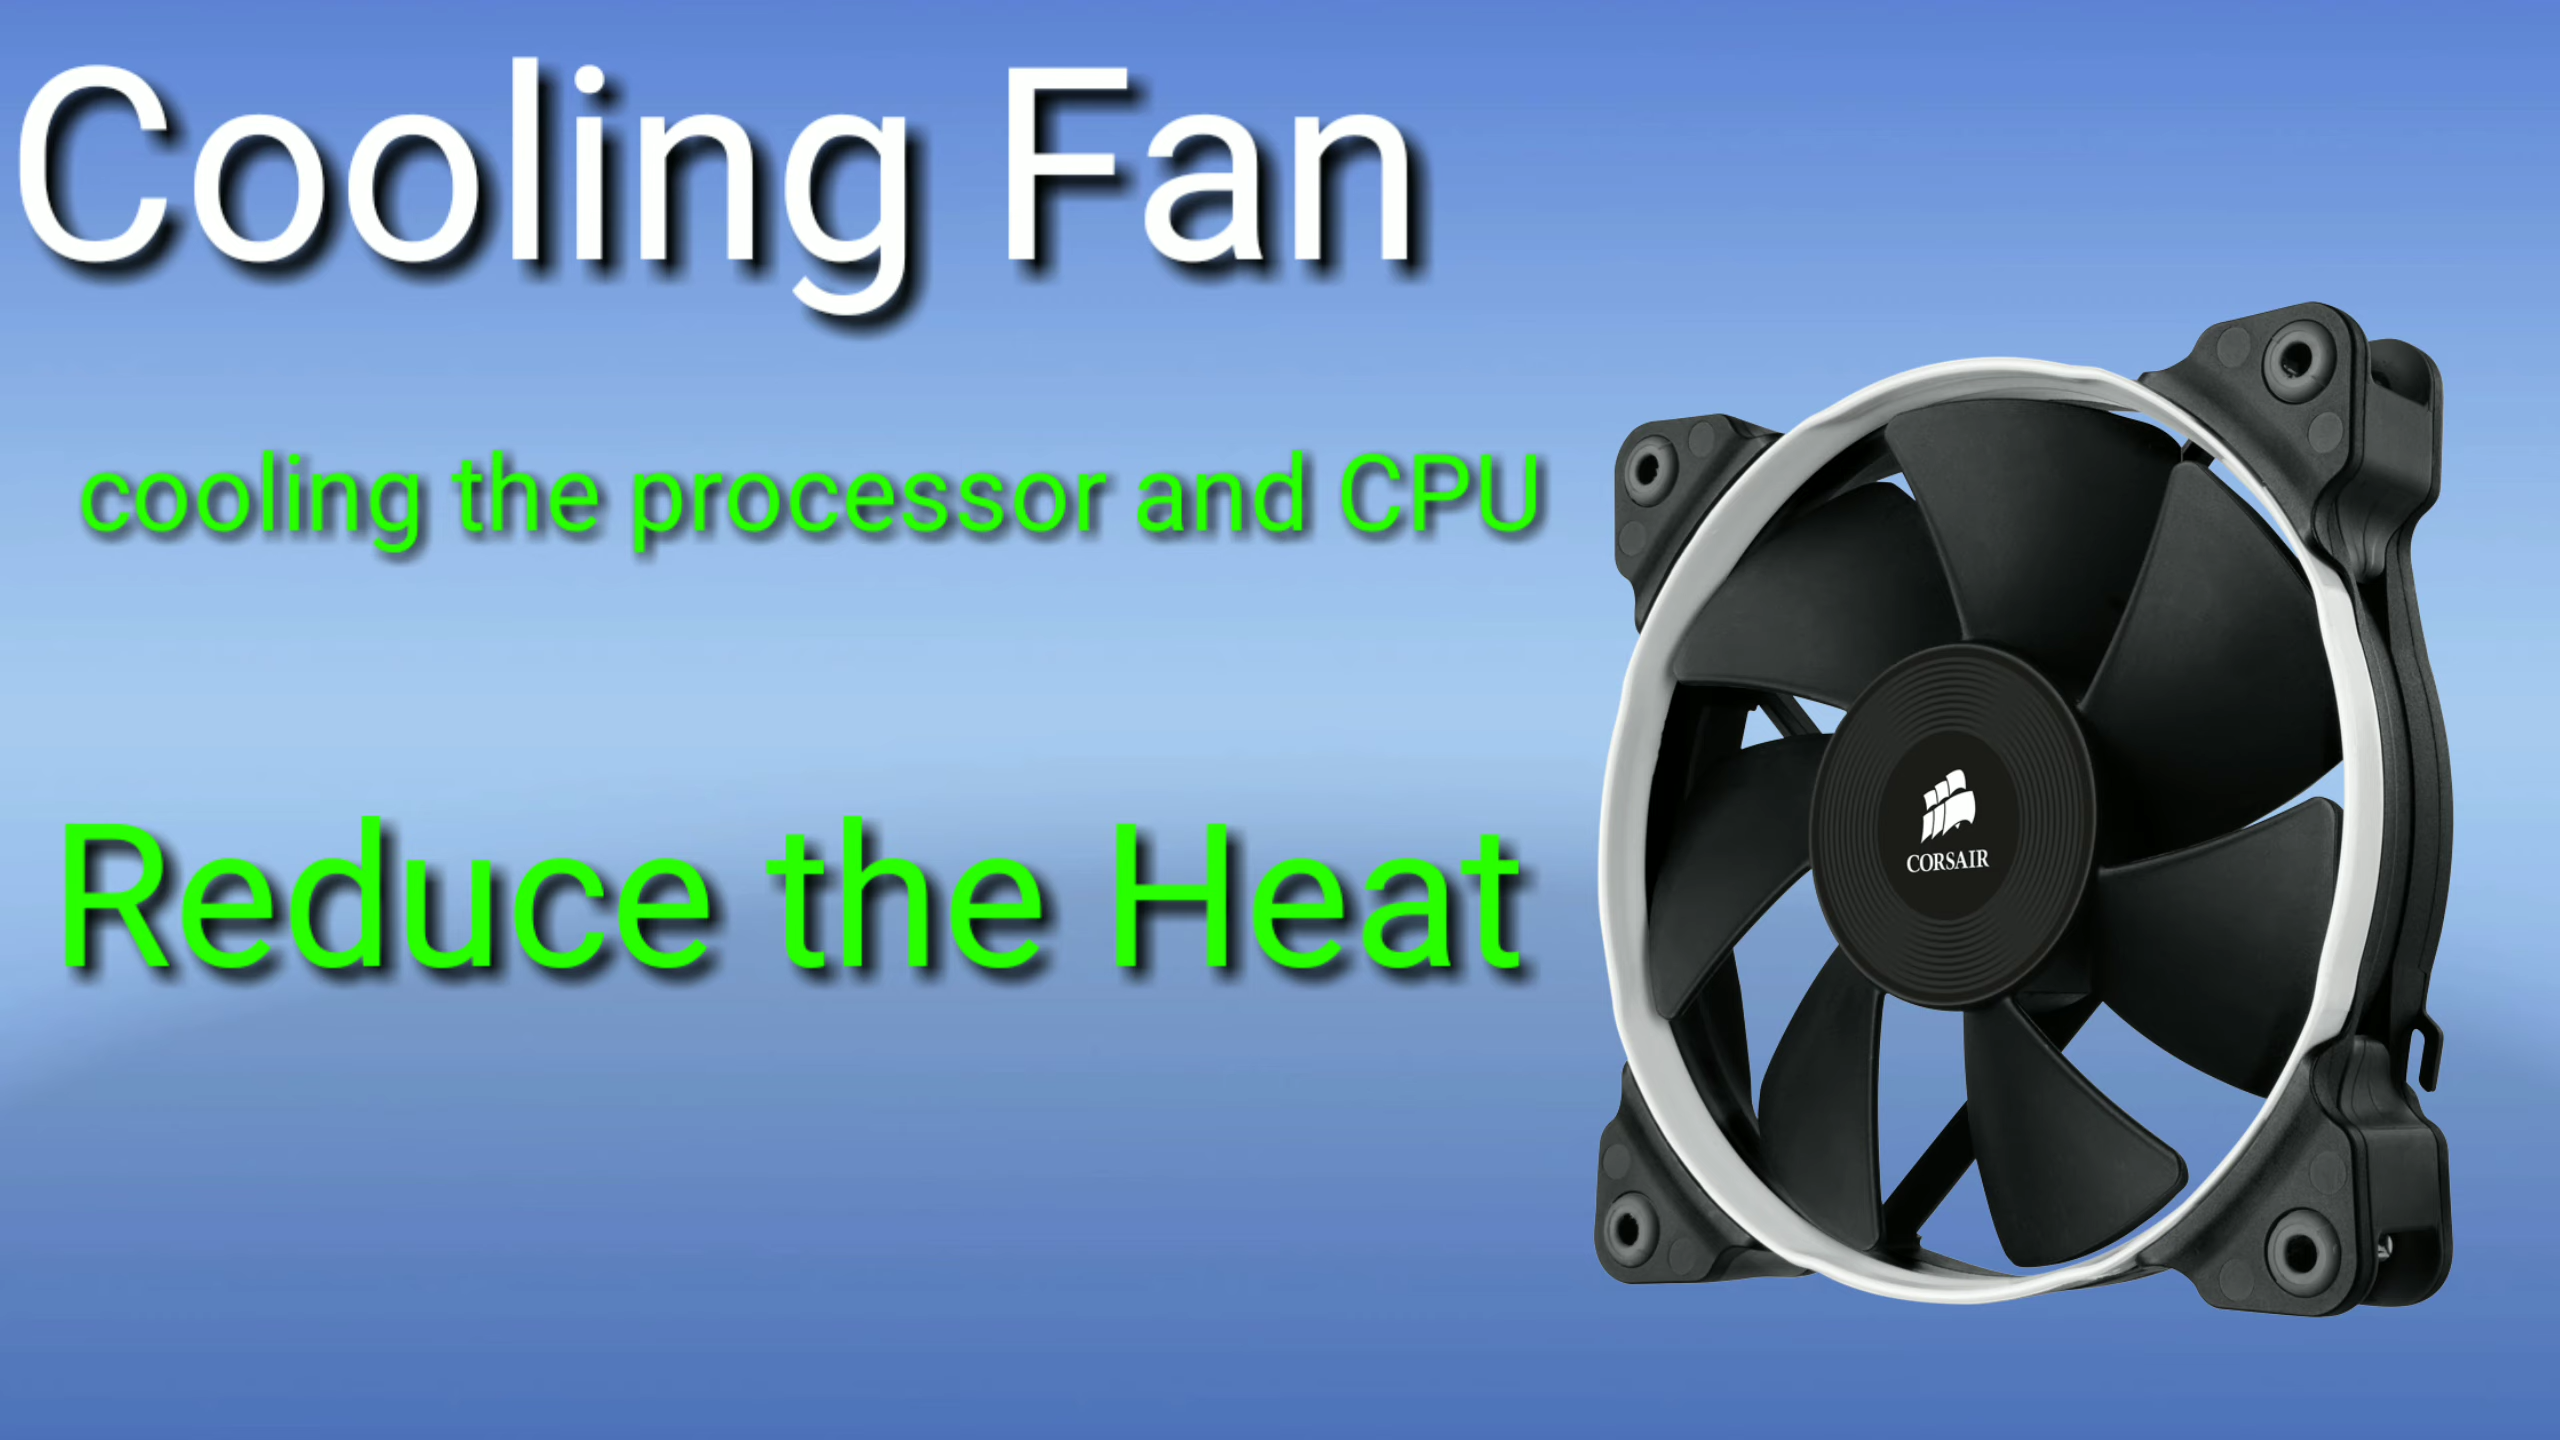 Cooling Fan
cooling the processor and CPU
Reduce the Heat
CORSAIR